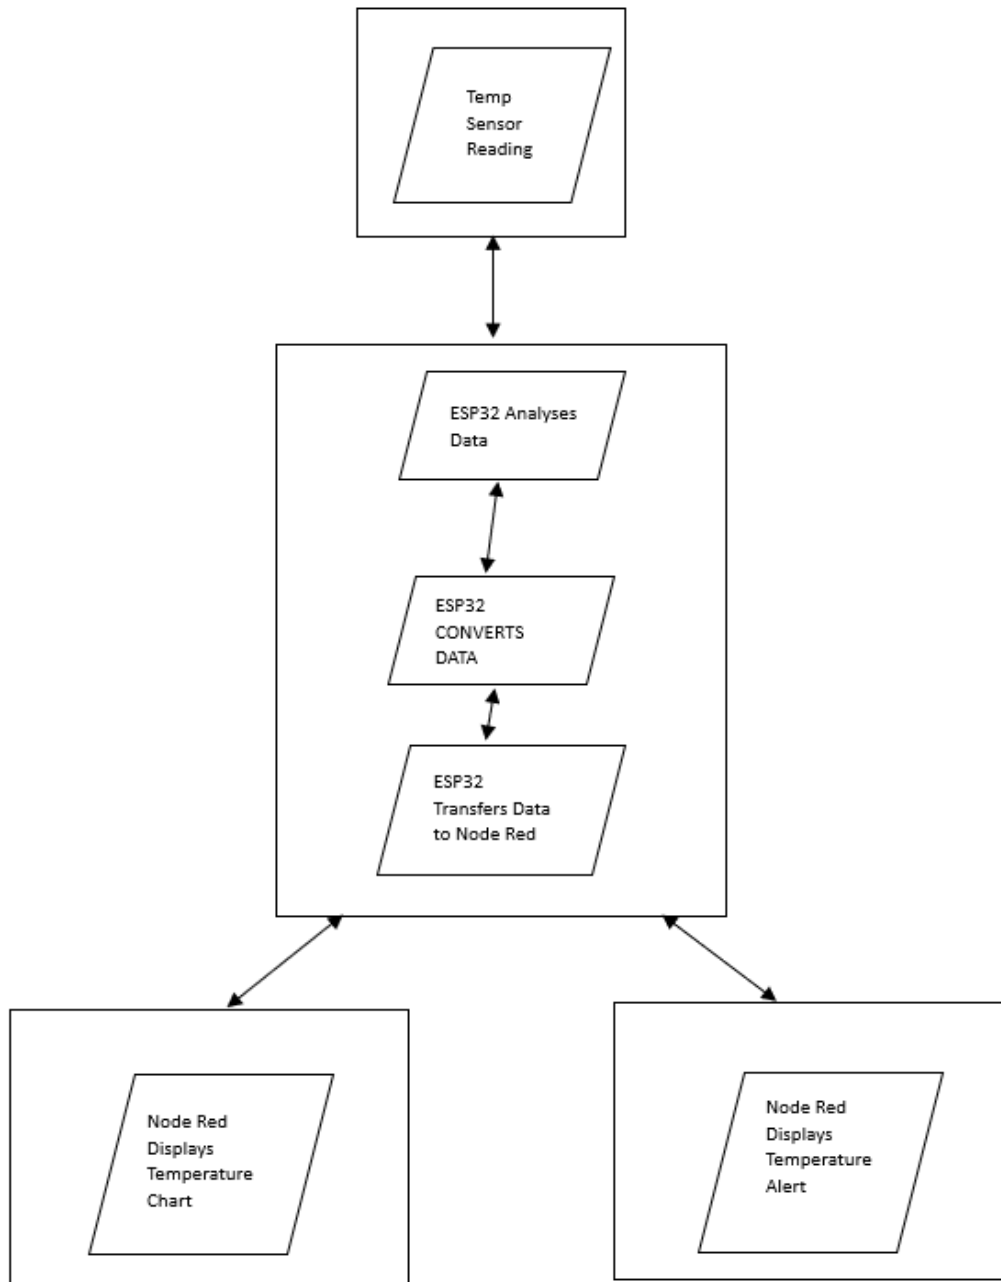 Temp
Sensor
Reading
ESP32 Analyses
Data
ESP32
CONVERTS
DATA
ESP32
Transfers Data
to Node Red
Node Red
Displays
Temperature
Chart
Node Red
Displays
Temperature
Alert